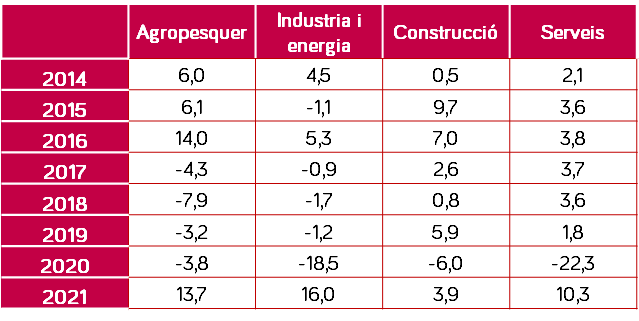 Agropesquer Industria i energia Construcció Serveis
2014 6,0 4,5 0,5 2,1
2015 6,1 -1,1 9,7 3,6
2016 14,0 5,3 7,0 3,8
2017 -4,3 -0,9 2,6 3,7
2018 -7,9 -1,7 0,8 3,6
2019 -3,2 -1,2 5,9 1,8
2020 -3,8 -18,5 -6,0 -22,3
2021 13,7 16,0 3,9 10,3